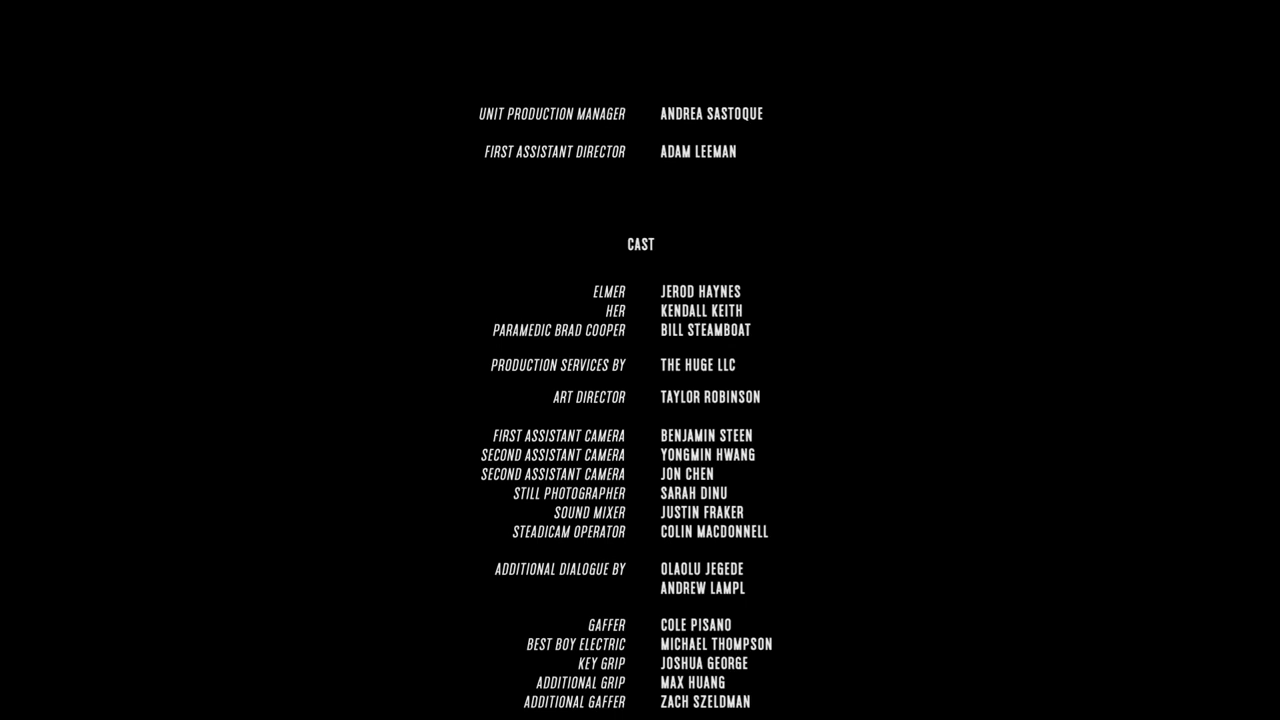 UNIT PRODUCTION MANAGER ANDREA SASTOQUE
FIRST ASSISTANT DIRECTOR ADAM LEEMAN
CAST
ELMER JEROD HAYNES
HER KENDALL KEITH
PARAMEDIC BRAD COOPER BILL STEAMBOAT
PRODUCTION SERVICES BY THE HUGE LLC
ART DIRECTOR TAYLOR ROBINSON
FIRST ASSISTANT CAMERA BENJAMIN STEEN
SECOND ASSISTANT CAMERA YONGMIN HWANG
SECOND ASSISTANT CAMERA JON CHEN
STILL PHOTOGRAPHER SARAH DINU
SOUND MIXER JUSTIN FRAKER
STEADICAM OPERATOR COLIN MACDONNELL
ADDITIONAL DIALOGUE BY OLAOLU JEGEDE
ANDREW LAMPL
GAFFER COLE PISANO
BEST BOY ELECTRIC MICHAEL THOMPSON
KEY GRIP JOSHUA GEORGE
ADDITIONAL GRIP MAX HUANG
ADDITIONAL GAFFER ZACH SZELDMAN